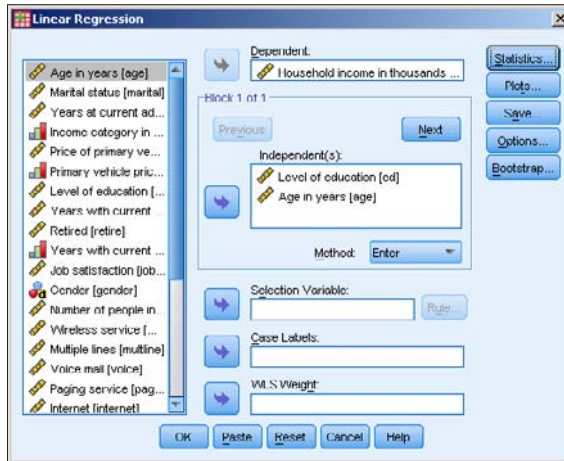 Linear Regression
Age in years [age]
Marital status [marital]
Years at current ad...
Income category in ...
Price of primary ve...
Primary vehicle pric...
Level of education [...
Years with current ...
Retired [retire]
Years with current ...
Job satisfaction [job...
Gender [gender]
Number of people in...
Wireless service [...
Multiple lines [multline]
Voice mail [voice]
Paging service [pag...
Internet [internet]
Dependent:
Household income in thousands ...
Block 1 of 1
Previous
Next
Independent(s):
Level of education [ed]
Age in years [age]
Method:
Enter
Selection Variable:
Rule...
Case Labels:
WLS Weight:
Statistics...
Plots...
Save...
Options...
Bootstrap...
OK
Paste
Reset
Cancel
Help